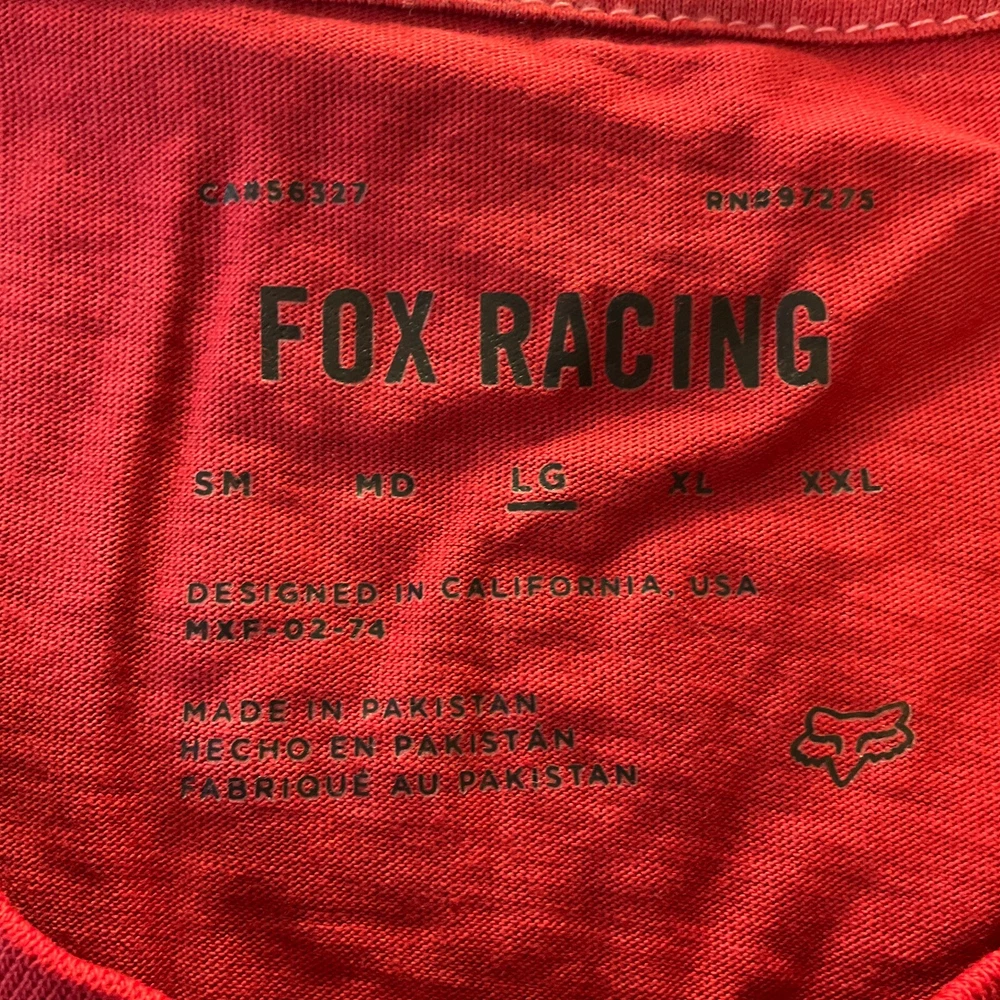 CA#56327 RN#97275
FOX RACING
SM MD LG XL XXL
DESIGNED IN CALIFORNIA, USA
MXF-02-74
MADE IN PAKISTAN
HECHO EN PAKISTÁN
FABRIQUÉ AU PAKISTAN